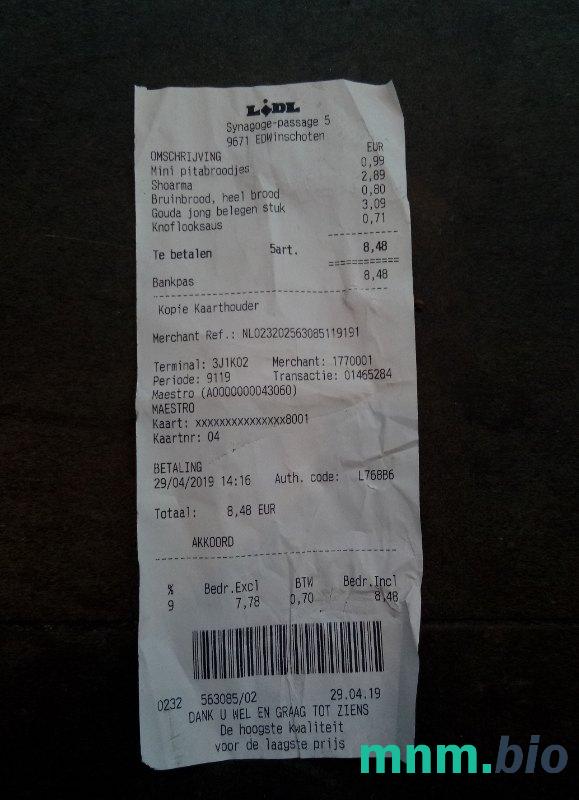 LIDL
Synagoge-passage 5
9671 EDWinschoten
OMSCHRIJVING EUR
Mini pitabroodjes 0,99
Shoarma 2,89
Bruinbrood, heel brood 0,80
Gouda jong belegen stuk 3,09
Knoflooksaus 0,71
Te betalen 5art. 8,48
Bankpas 8,48
Kopie Kaarthouder
Merchant Ref.: NL023202563085119191
Terminal: 3J1K02 Merchant: 1770001
Periode: 9119 Transactie: 01465284
Maestro (A0000000043060)
MAESTRO
Kaart: xxxxxxxxxxxxxxx8001
Kaartnr: 04
BETALING
29/04/2019 14:16 Auth. code: L768B6
Totaal: 8,48 EUR
AKKOORD
% Bedr.Excl BTW Bedr.Incl
9 7,78 0,70 8,48
0232 563085/02 29.04.19
DANK U WEL EN GRAAG TOT ZIENS
De hoogste kwaliteit
voor de laagste prijs
mnm.bio